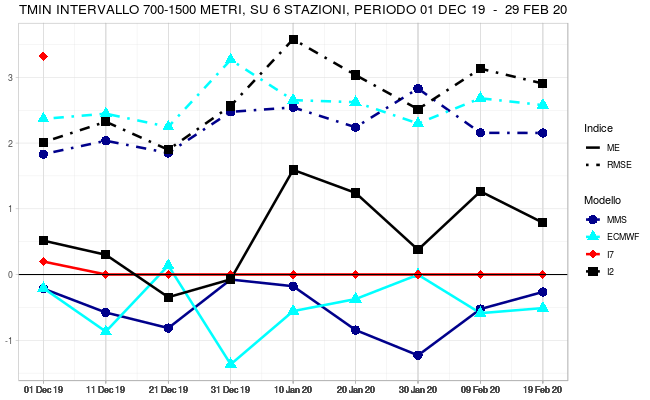 TMIN INTERVALLO 700-1500 METRI, SU 6 STAZIONI, PERIODO 01 DEC 19 - 29 FEB 20
3
2
1
0
-1
01 Dec 19 11 Dec 19 21 Dec 19 31 Dec 19 10 Jan 20 20 Jan 20 30 Jan 20 09 Feb 20 19 Feb 20
Indice
ME
RMSE
Modello
MMS
ECMWF
I7
I2